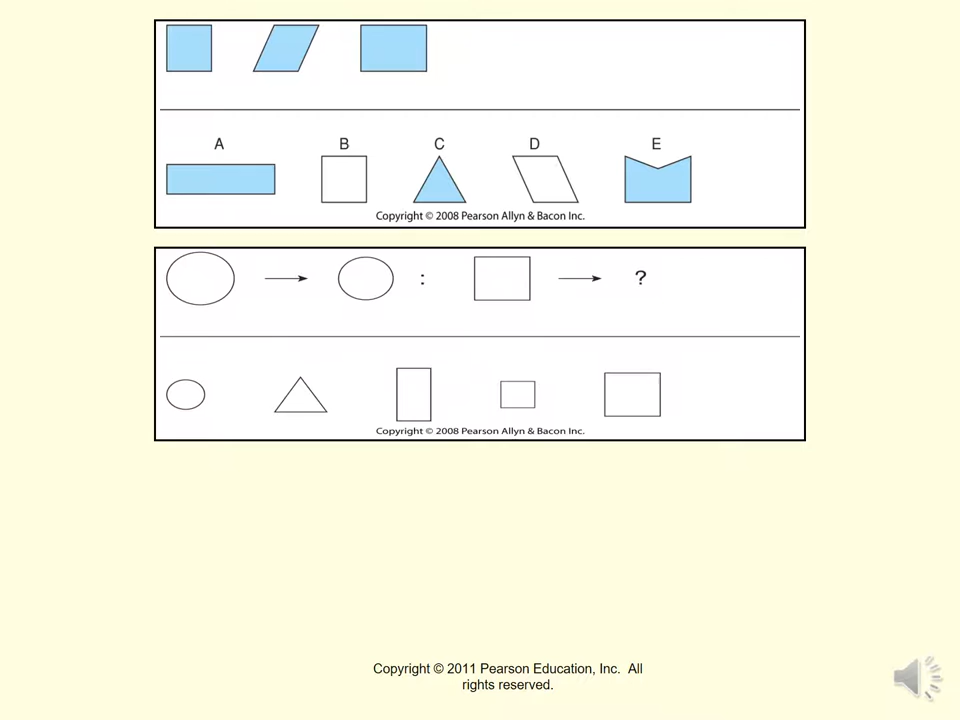 A B C D E
Copyright © 2008 Pearson Allyn & Bacon Inc.
: ?
Copyright © 2008 Pearson Allyn & Bacon Inc.
Copyright © 2011 Pearson Education, Inc. All
rights reserved.